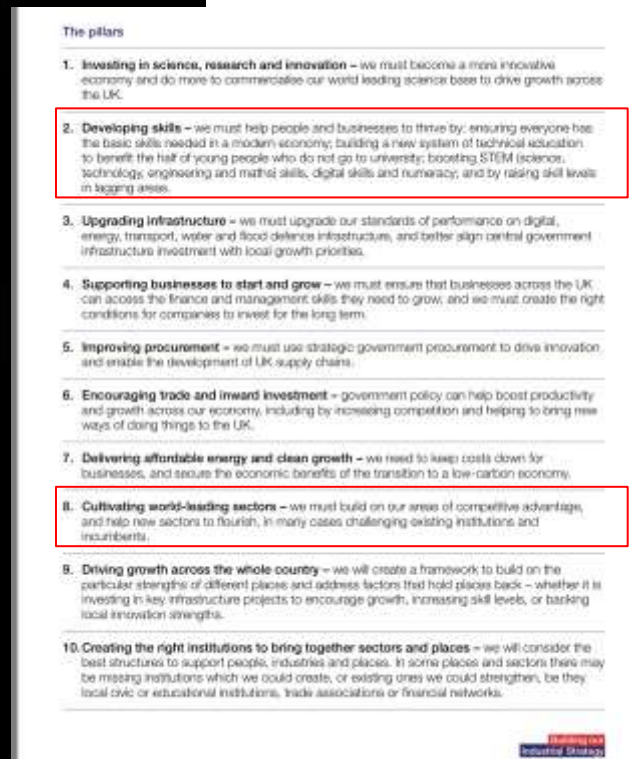 The pillars
1. Investing in science, research and innovation – we must become a more innovative
economy and do more to commercialise our world leading science base to drive growth across
the UK.
2. Developing skills – we must help people and businesses to thrive by: ensuring everyone has
the basic skills needed in a modern economy; building a new system of technical education
to benefit the half of young people who do not go to university; boosting STEM (science,
technology, engineering and maths) skills, digital skills and numeracy; and by raising skill levels
in lagging areas.
3. Upgrading infrastructure – we must upgrade our standards of performance on digital,
energy, transport, water and flood defence infrastructure, and better align central government
infrastructure investment with local growth priorities.
4. Supporting businesses to start and grow – we must ensure that businesses across the UK
can access the finance and management skills they need to grow; and we must create the right
conditions for companies to invest for the long term.
5. Improving procurement – we must use strategic government procurement to drive innovation
and enable the development of UK supply chains.
6. Encouraging trade and inward investment – government policy can help boost productivity
and growth across our economy, including by increasing competition and helping to bring new
ways of doing things to the UK.
7. Delivering affordable energy and clean growth – we need to keep costs down for
businesses, and secure the economic benefits of the transition to a low-carbon economy.
8. Cultivating world-leading sectors – we must build on our areas of competitive advantage,
and help new sectors to flourish, in many cases challenging existing institutions and
incumbents.
9. Driving growth across the whole country – we will create a framework to build on the
particular strengths of different places and address factors that hold places back – whether it is
investing in key infrastructure projects to encourage growth, increasing skill levels, or backing
local innovation strengths.
10. Creating the right institutions to bring together sectors and places – we will consider the
best structures to support people, industries and places. In some places and sectors there may
be missing institutions which we could create, or existing ones we could strengthen, be they
local civic or educational institutions, trade associations or financial networks.
Building our
Industrial Strategy